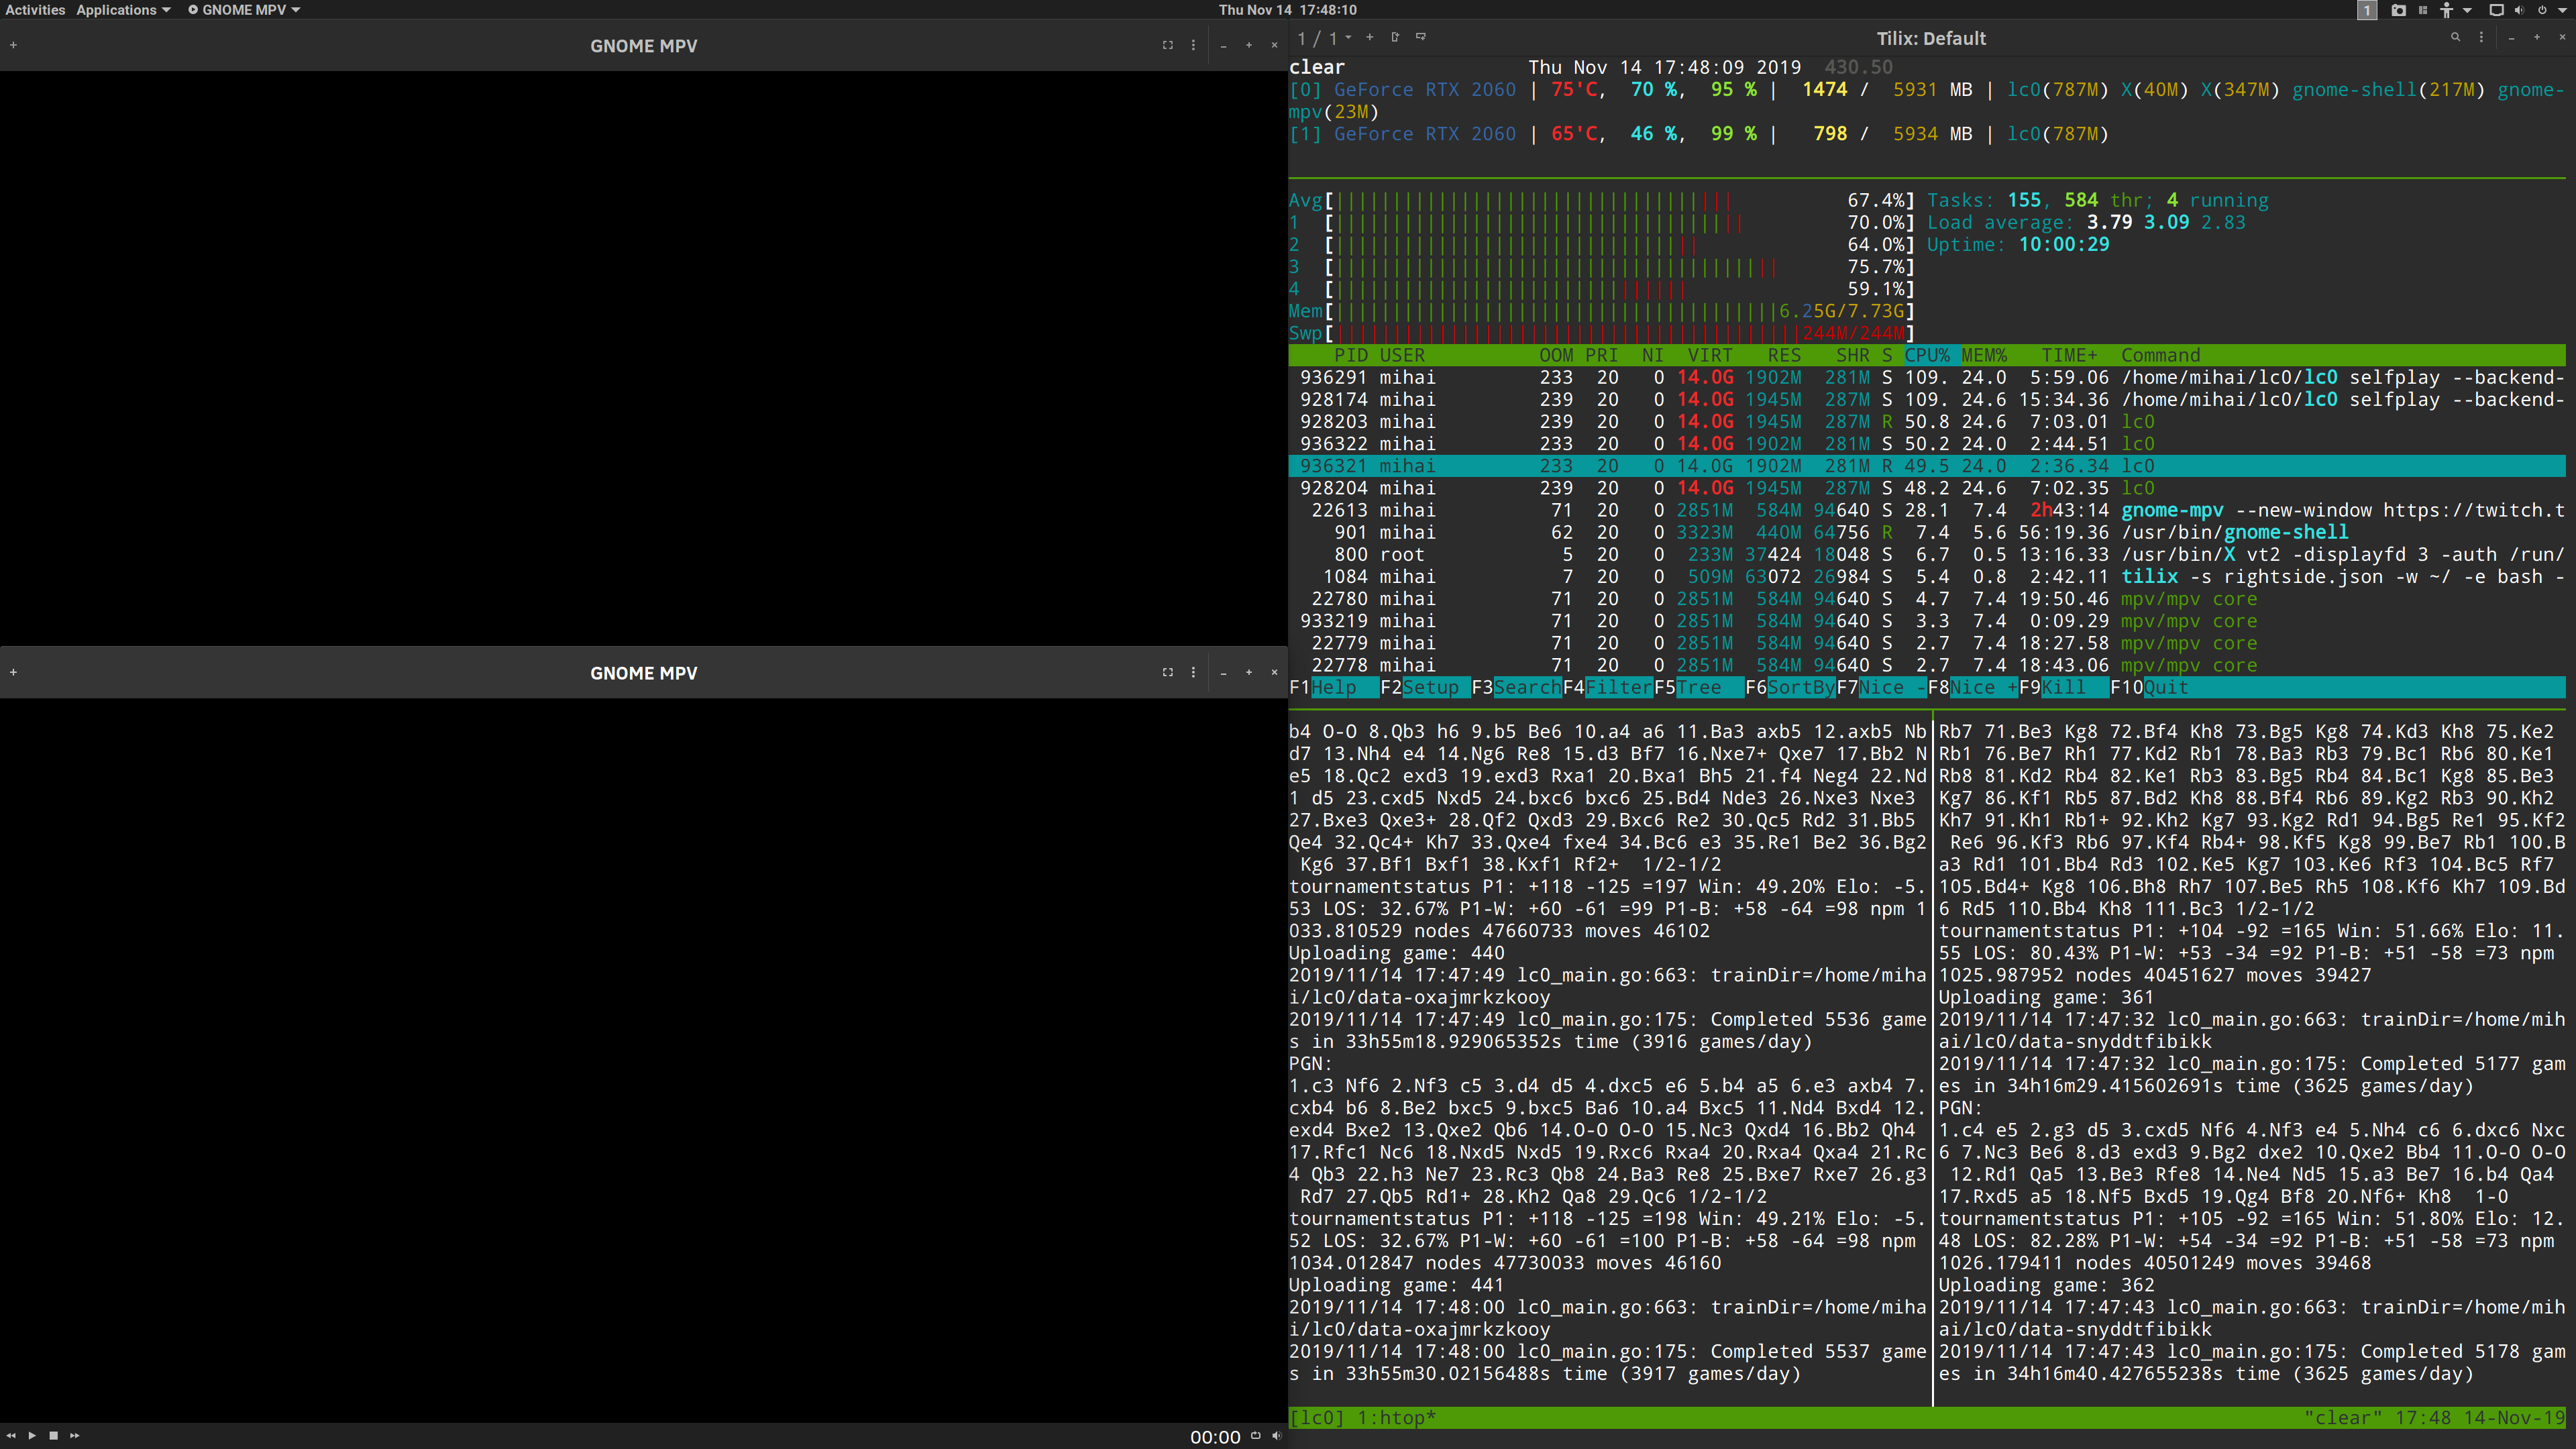 Activities Applications GNOME MPV Thu Nov 14 17:48:10 1
GNOME MPV
GNOME MPV
00:00
1 / 1 Tilix: Default
clear Thu Nov 14 17:48:09 2019 430.50
[0] GeForce RTX 2060 | 75'C, 70 %, 95 % | 1474 / 5931 MB | lc0(787M) X(40M) X(347M) gnome-shell(217M) gnome-
mpv(23M)
[1] GeForce RTX 2060 | 65'C, 46 %, 99 % | 798 / 5934 MB | lc0(787M)
Avg[ 67.4%] Tasks: 155, 584 thr; 4 running
1 [ 70.0%] Load average: 3.79 3.09 2.83
2 [ 64.0%] Uptime: 10:00:29
3 [ 75.7%]
4 [ 59.1%]
Mem[ 6.25G/7.73G]
Swp[ 244M/244M]
PID USER OOM PRI NI VIRT RES SHR S CPU% MEM% TIME+ Command
936291 mihai 233 20 0 14.0G 1902M 281M S 109. 24.0 5:59.06 /home/mihai/lc0/lc0 selfplay --backend-
928174 mihai 239 20 0 14.0G 1945M 287M S 109. 24.6 15:34.36 /home/mihai/lc0/lc0 selfplay --backend-
928203 mihai 239 20 0 14.0G 1945M 287M R 50.8 24.6 7:03.01 lc0
936322 mihai 233 20 0 14.0G 1902M 281M S 50.2 24.0 2:44.51 lc0
936321 mihai 233 20 0 14.0G 1902M 281M R 49.5 24.0 2:36.34 lc0
928204 mihai 239 20 0 14.0G 1945M 287M S 48.2 24.6 7:02.35 lc0
22613 mihai 71 20 0 2851M 584M 94640 S 28.1 7.4 2h43:14 gnome-mpv --new-window https://twitch.t
901 mihai 62 20 0 3323M 440M 64756 R 7.4 5.6 56:19.36 /usr/bin/gnome-shell
800 root 5 20 0 233M 37424 18048 S 6.7 0.5 13:16.33 /usr/bin/X vt2 -displayfd 3 -auth /run/
1084 mihai 7 20 0 509M 63072 26984 S 5.4 0.8 2:42.11 tilix -s rightside.json -w ~/ -e bash -
22780 mihai 71 20 0 2851M 584M 94640 S 4.7 7.4 19:50.46 mpv/mpv core
933219 mihai 71 20 0 2851M 584M 94640 S 3.3 7.4 0:09.29 mpv/mpv core
22779 mihai 71 20 0 2851M 584M 94640 S 2.7 7.4 18:27.58 mpv/mpv core
22778 mihai 71 20 0 2851M 584M 94640 S 2.7 7.4 18:43.06 mpv/mpv core
F1Help F2Setup F3SearchF4FilterF5Tree F6SortByF7Nice -F8Nice +F9Kill F10Quit
b4 O-O 8.Qb3 h6 9.b5 Be6 10.a4 a6 11.Ba3 axb5 12.axb5 Nb
d7 13.Nh4 e4 14.Ng6 Re8 15.d3 Bf7 16.Nxe7+ Qxe7 17.Bb2 N
e5 18.Qc2 exd3 19.exd3 Rxa1 20.Bxa1 Bh5 21.f4 Neg4 22.Nd
1 d5 23.cxd5 Nxd5 24.bxc6 bxc6 25.Bd4 Nde3 26.Nxe3 Nxe3
27.Bxe3 Qxe3+ 28.Qf2 Qxd3 29.Bxc6 Re2 30.Qc5 Rd2 31.Bb5
Qe4 32.Qc4+ Kh7 33.Qxe4 fxe4 34.Bc6 e3 35.Re1 Be2 36.Bg2
Kg6 37.Bf1 Bxf1 38.Kxf1 Rf2+ 1/2-1/2
tournamentstatus P1: +118 -125 =197 Win: 49.20% Elo: -5.
53 LOS: 32.67% P1-W: +60 -61 =99 P1-B: +58 -64 =98 npm 1
033.810529 nodes 47660733 moves 46102
Uploading game: 440
2019/11/14 17:47:49 lc0_main.go:663: trainDir=/home/miha
i/lc0/data-oxajmrkzkooy
2019/11/14 17:47:49 lc0_main.go:175: Completed 5536 game
s in 33h55m18.929065352s time (3916 games/day)
PGN:
1.c3 Nf6 2.Nf3 c5 3.d4 d5 4.dxc5 e6 5.b4 a5 6.e3 axb4 7.
cxb4 b6 8.Be2 bxc5 9.bxc5 Ba6 10.a4 Bxc5 11.Nd4 Bxd4 12.
exd4 Bxe2 13.Qxe2 Qb6 14.O-O O-O 15.Nc3 Qxd4 16.Bb2 Qh4
17.Rfc1 Nc6 18.Nxd5 Nxd5 19.Rxc6 Rxa4 20.Rxa4 Qxa4 21.Rc
4 Qb3 22.h3 Ne7 23.Rc3 Qb8 24.Ba3 Re8 25.Bxe7 Rxe7 26.g3
Rd7 27.Qb5 Rd1+ 28.Kh2 Qa8 29.Qc6 1/2-1/2
tournamentstatus P1: +118 -125 =198 Win: 49.21% Elo: -5.
52 LOS: 32.67% P1-W: +60 -61 =100 P1-B: +58 -64 =98 npm
1034.012847 nodes 47730033 moves 46160
Uploading game: 441
2019/11/14 17:48:00 lc0_main.go:663: trainDir=/home/miha
i/lc0/data-oxajmrkzkooy
2019/11/14 17:48:00 lc0_main.go:175: Completed 5537 game
s in 33h55m30.02156488s time (3917 games/day)
Rb7 71.Be3 Kg8 72.Bf4 Kh8 73.Bg5 Kg8 74.Kd3 Kh8 75.Ke2
Rb1 76.Be7 Rh1 77.Kd2 Rb1 78.Ba3 Rb3 79.Bc1 Rb6 80.Ke1
Rb8 81.Kd2 Rb4 82.Ke1 Rb3 83.Bg5 Rb4 84.Bc1 Kg8 85.Be3
Kg7 86.Kf1 Rb5 87.Bd2 Kh8 88.Bf4 Rb6 89.Kg2 Rb3 90.Kh2
Kh7 91.Kh1 Rb1+ 92.Kh2 Kg7 93.Kg2 Rd1 94.Bg5 Re1 95.Kf2
Re6 96.Kf3 Rb6 97.Kf4 Rb4+ 98.Kf5 Kg8 99.Be7 Rb1 100.B
a3 Rd1 101.Bb4 Rd3 102.Ke5 Kg7 103.Ke6 Rf3 104.Bc5 Rf7
105.Bd4+ Kg8 106.Bh8 Rh7 107.Be5 Rh5 108.Kf6 Kh7 109.Bd
6 Rd5 110.Bb4 Kh8 111.Bc3 1/2-1/2
tournamentstatus P1: +104 -92 =165 Win: 51.66% Elo: 11.
55 LOS: 80.43% P1-W: +53 -34 =92 P1-B: +51 -58 =73 npm
1025.987952 nodes 40451627 moves 39427
Uploading game: 361
2019/11/14 17:47:32 lc0_main.go:663: trainDir=/home/mih
ai/lc0/data-snyddtfibikk
2019/11/14 17:47:32 lc0_main.go:175: Completed 5177 gam
es in 34h16m29.415602691s time (3625 games/day)
PGN:
1.c4 e5 2.g3 d5 3.cxd5 Nf6 4.Nf3 e4 5.Nh4 c6 6.dxc6 Nxc
6 7.Nc3 Be6 8.d3 exd3 9.Bg2 dxe2 10.Qxe2 Bb4 11.O-O O-O
12.Rd1 Qa5 13.Be3 Rfe8 14.Ne4 Nd5 15.a3 Be7 16.b4 Qa4
17.Rxd5 a5 18.Nf5 Bxd5 19.Qg4 Bf8 20.Nf6+ Kh8 1-0
tournamentstatus P1: +105 -92 =165 Win: 51.80% Elo: 12.
48 LOS: 82.28% P1-W: +54 -34 =92 P1-B: +51 -58 =73 npm
1026.179411 nodes 40501249 moves 39468
Uploading game: 362
2019/11/14 17:47:43 lc0_main.go:663: trainDir=/home/mih
ai/lc0/data-snyddtfibikk
2019/11/14 17:47:43 lc0_main.go:175: Completed 5178 gam
es in 34h16m40.427655238s time (3625 games/day)
[lc0] 1:htop* "clear" 17:48 14-Nov-19